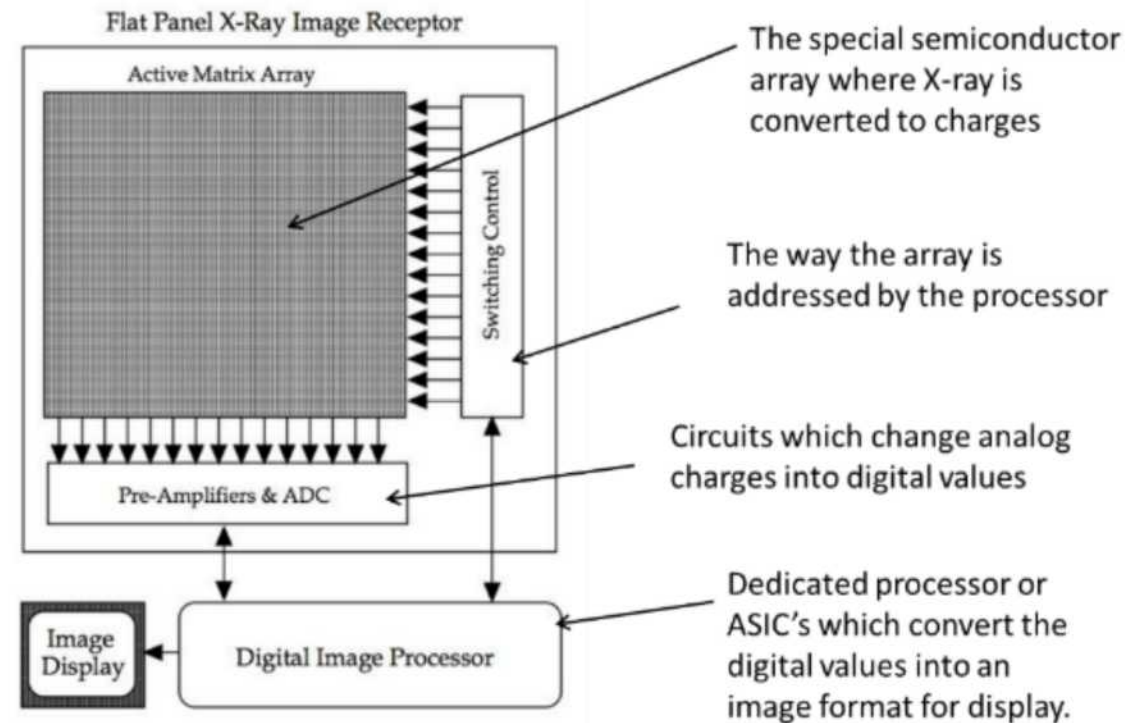 Flat Panel X-Ray Image Receptor
Active Matrix Array
Switching Control
Pre-Amplifiers & ADC
Image
Display
Digital Image Processor
The special semiconductor
array where X-ray is
converted to charges
The way the array is
addressed by the processor
Circuits which change analog
charges into digital values
Dedicated processor or
ASIC's which convert the
digital values into an
image format for display.